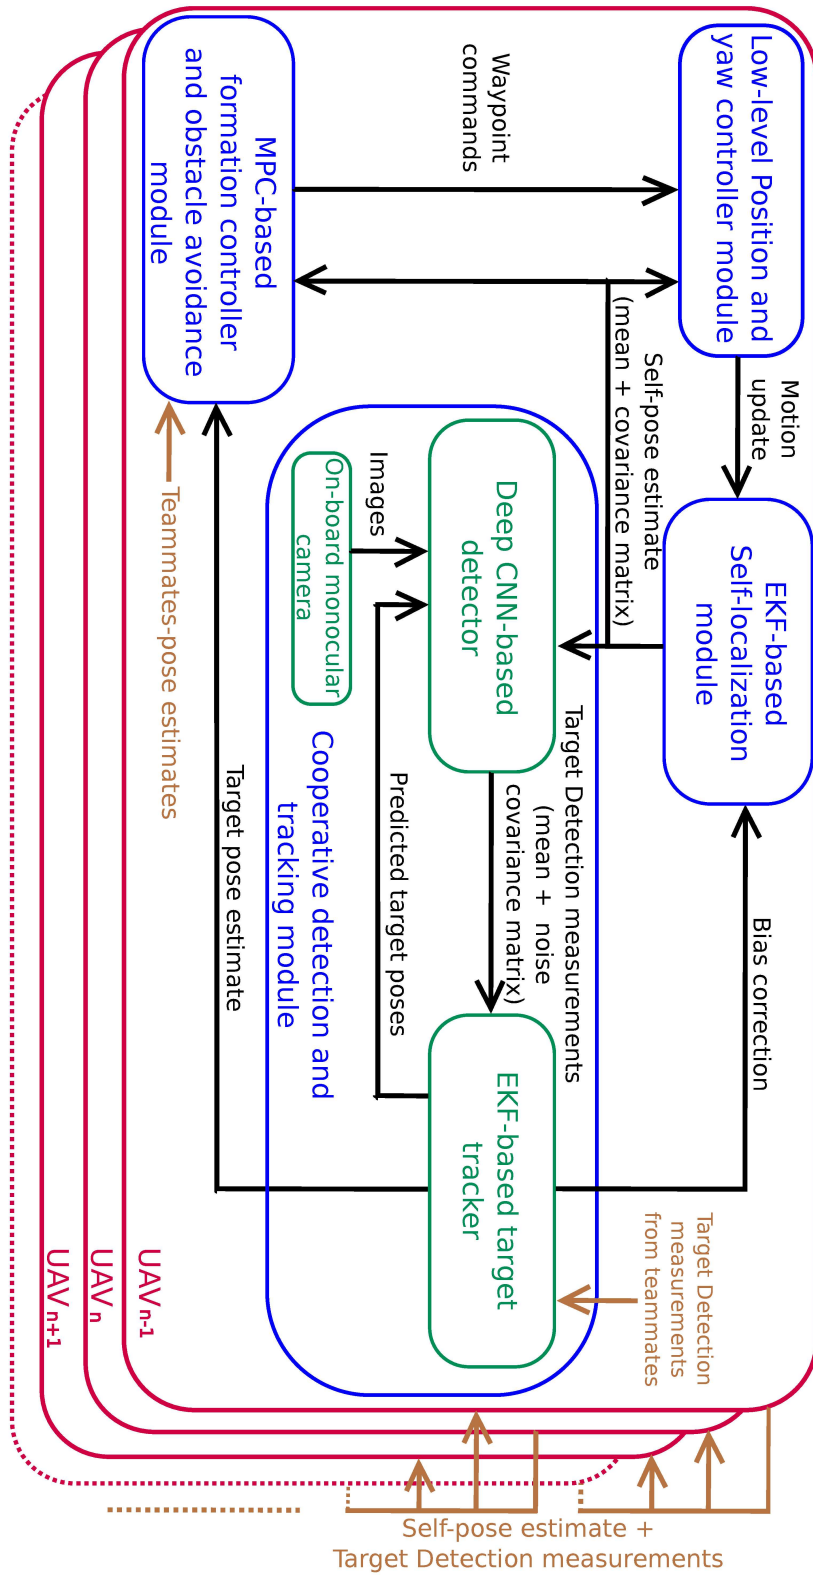 Low-level Position and
yaw controller module
Waypoint
commands
MPC-based
formation controller
and obstacle avoidance
module
Motion
update
Self-pose estimate
(mean + covariance matrix)
EKF-based
Self-localization
module
Images
On-board monocular
camera
Deep CNN-based
detector
Target Detection measurements
(mean + noise
covariance matrix)
Predicted target poses
Cooperative detection and
tracking module
Teammates-pose estimates
Target pose estimate
Bias correction
EKF-based target
tracker
Target Detection
measurements
from teammates
UAVn-1
UAVn
UAVn+1
Self-pose estimate +
Target Detection measurements